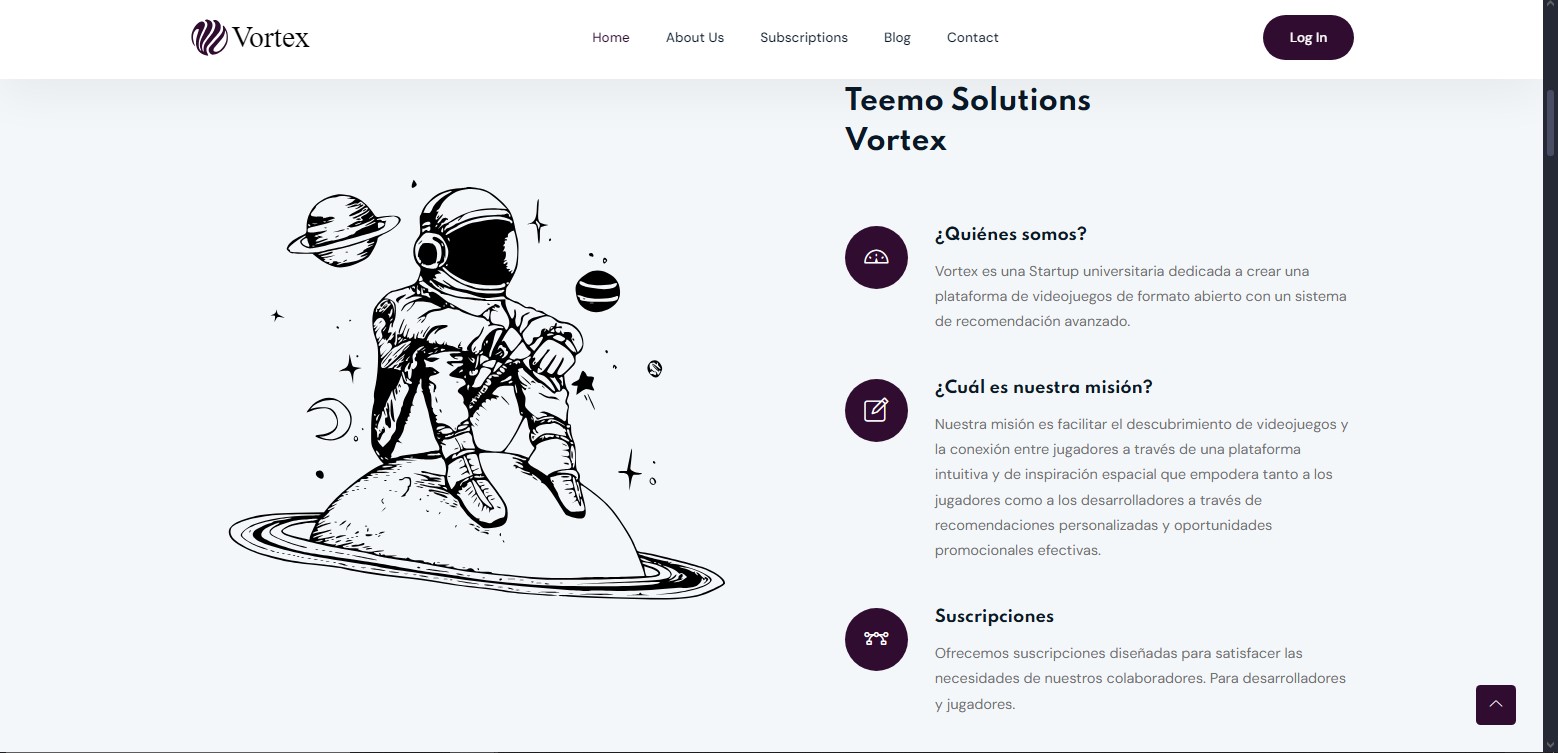 Vortex
Home
About Us
Subscriptions
Blog
Contact
Log In
Teemo Solutions
Vortex
¿Quiénes somos?
Vortex es una Startup universitaria dedicada a crear una
plataforma de videojuegos de formato abierto con un sistema
de recomendación avanzado.
¿Cuál es nuestra misión?
Nuestra misión es facilitar el descubrimiento de videojuegos y
la conexión entre jugadores a través de una plataforma
intuitiva y de inspiración espacial que empodera tanto a los
jugadores como a los desarrolladores a través de
recomendaciones personalizadas y oportunidades
promocionales efectivas.
Suscripciones
Ofrecemos suscripciones diseñadas para satisfacer las
necesidades de nuestros colaboradores. Para desarrolladores
y jugadores.